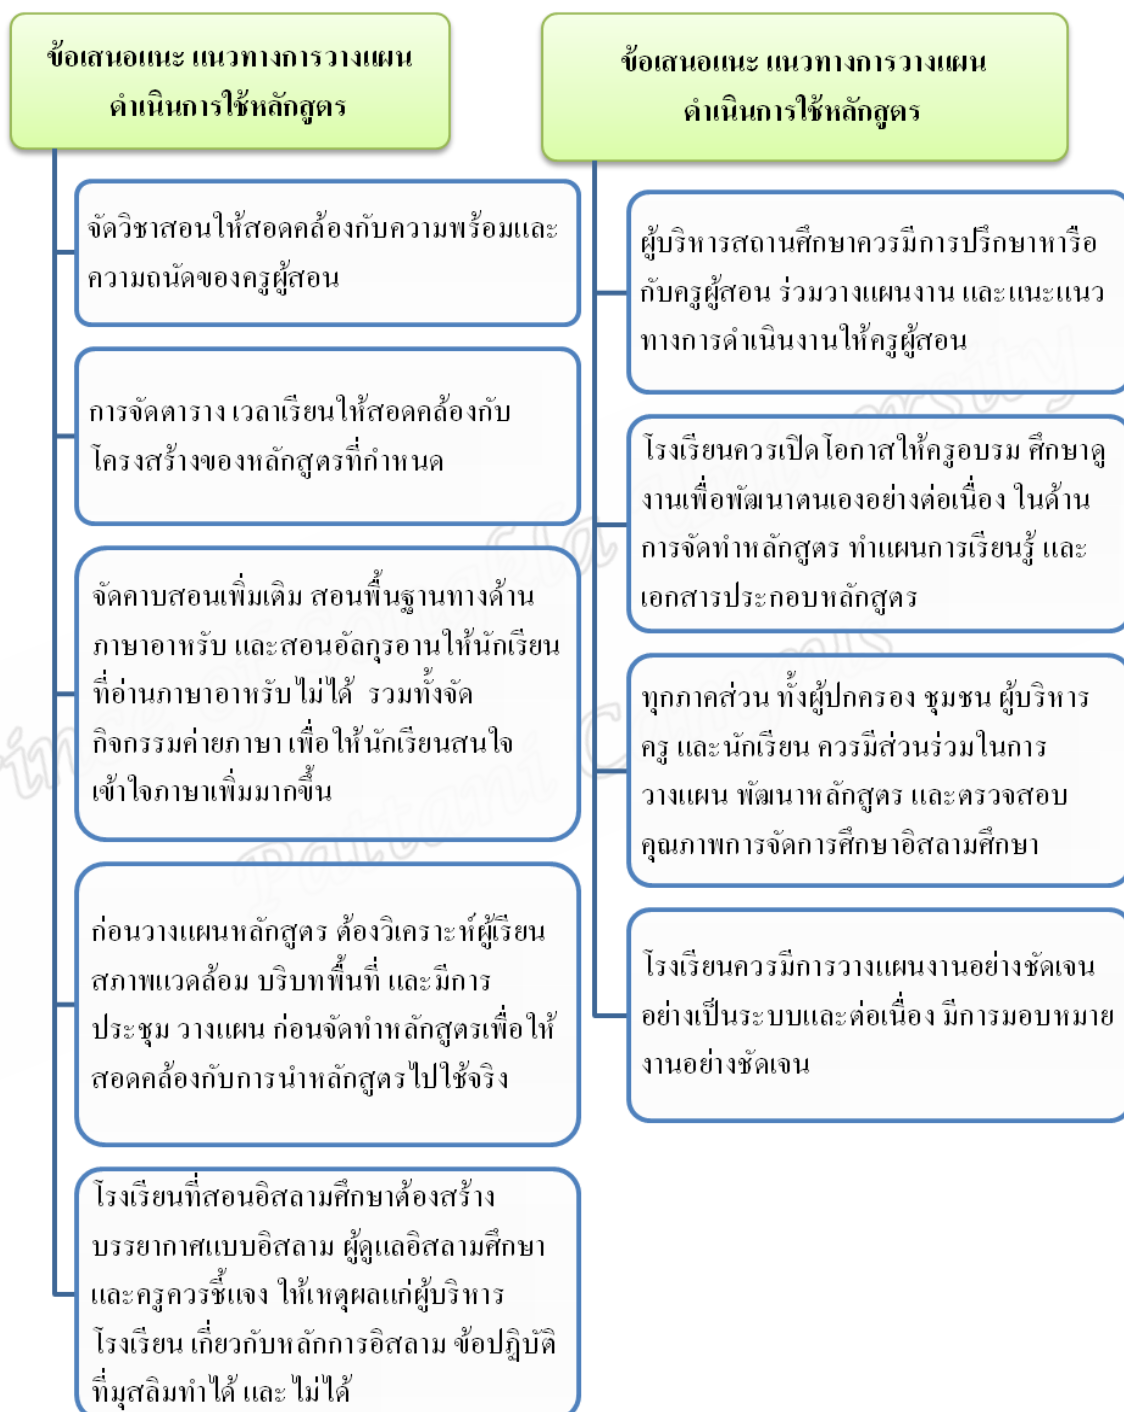 ข้อเสนอแนะ แนวทางการวางแผน
ดำเนินการใช้หลักสูตร
จัดวิชาสอนให้สอดคล้องกับความพร้อมและ
ความถนัดของครูผู้สอน
การจัดตาราง เวลาเรียนให้สอดคล้องกับ
โครงสร้างของหลักสูตรที่กำหนด
จัดคาบสอนเพิ่มเติม สอนพื้นฐานทางด้าน
ภาษาอาหรับ และสอนอัลกุรอานให้นักเรียน
ที่อ่านภาษาอาหรับไม่ได้ รวมทั้งจัด
กิจกรรมค่ายภาษา เพื่อให้นักเรียนสนใจ
เข้าใจภาษาเพิ่มมากขึ้น
ก่อนวางแผนหลักสูตร ต้องวิเคราะห์ผู้เรียน
สภาพแวดล้อม บริบทพื้นที่ และมีการ
ประชุม วางแผน ก่อนจัดทำหลักสูตรเพื่อให้
สอดคล้องกับการนำหลักสูตรไปใช้จริง
โรงเรียนที่สอนอิสลามศึกษาต้องสร้าง
บรรยากาศแบบอิสลาม ผู้ดูแลอิสลามศึกษา
และครูควรชี้แจง ให้เหตุผลแก่ผู้บริหาร
โรงเรียน เกี่ยวกับหลักการอิสลาม ข้อปฏิบัติ
ที่มุสลิมทำได้ และ ไม่ได้
ข้อเสนอแนะ แนวทางการวางแผน
ดำเนินการใช้หลักสูตร
ผู้บริหารสถานศึกษาควรมีการปรึกษาหารือ
กับครูผู้สอน ร่วมวางแผนงาน และแนะแนว
ทางการดำเนินงานให้ครูผู้สอน
โรงเรียนควรเปิดโอกาสให้ครูอบรม ศึกษาดู
งานเพื่อพัฒนาตนเองอย่างต่อเนื่อง ในด้าน
การจัดทำหลักสูตร ทำแผนการเรียนรู้ และ
เอกสารประกอบหลักสูตร
ทุกภาคส่วน ทั้งผู้ปกครอง ชุมชน ผู้บริหาร
ครู และนักเรียน ควรมีส่วนร่วมในการ
วางแผน พัฒนาหลักสูตร และตรวจสอบ
คุณภาพการจัดการศึกษาอิสลามศึกษา
โรงเรียนควรมีการวางแผนงานอย่างชัดเจน
อย่างเป็นระบบและต่อเนื่อง มีการมอบหมาย
งานอย่างชัดเจน
Pattani Campus